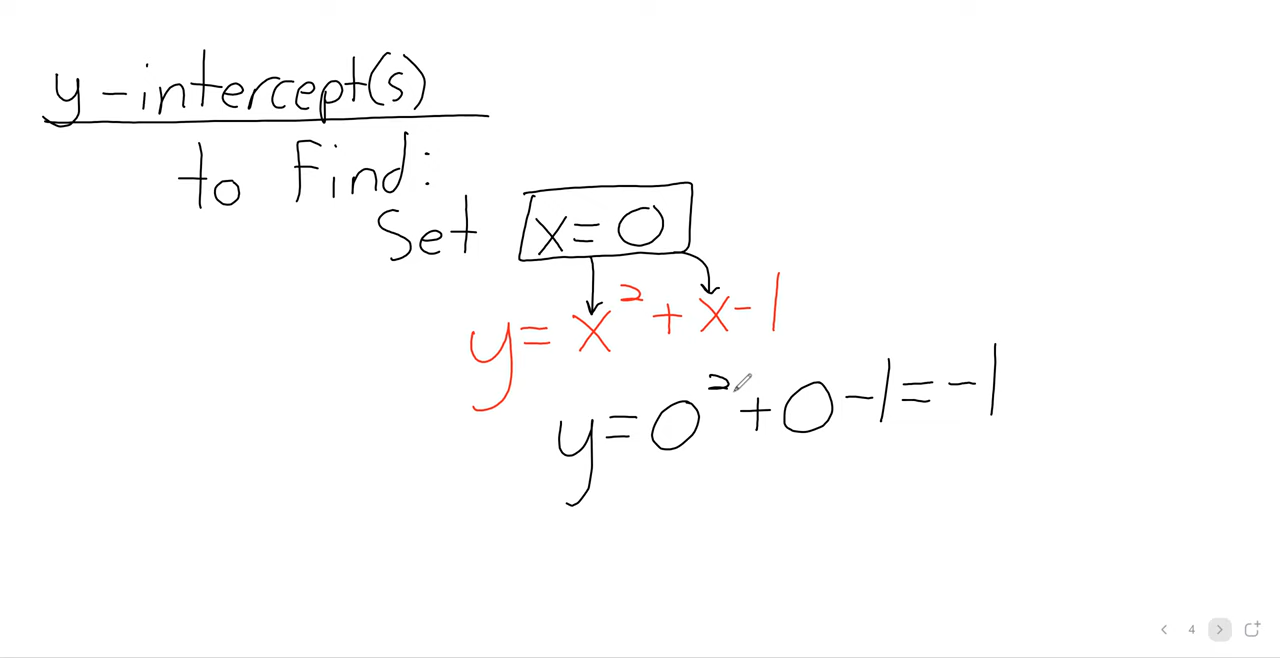 y-intercept(s)
to Find:
Set x=0
y=x²+x-1
y=0²+0-1=-1
4